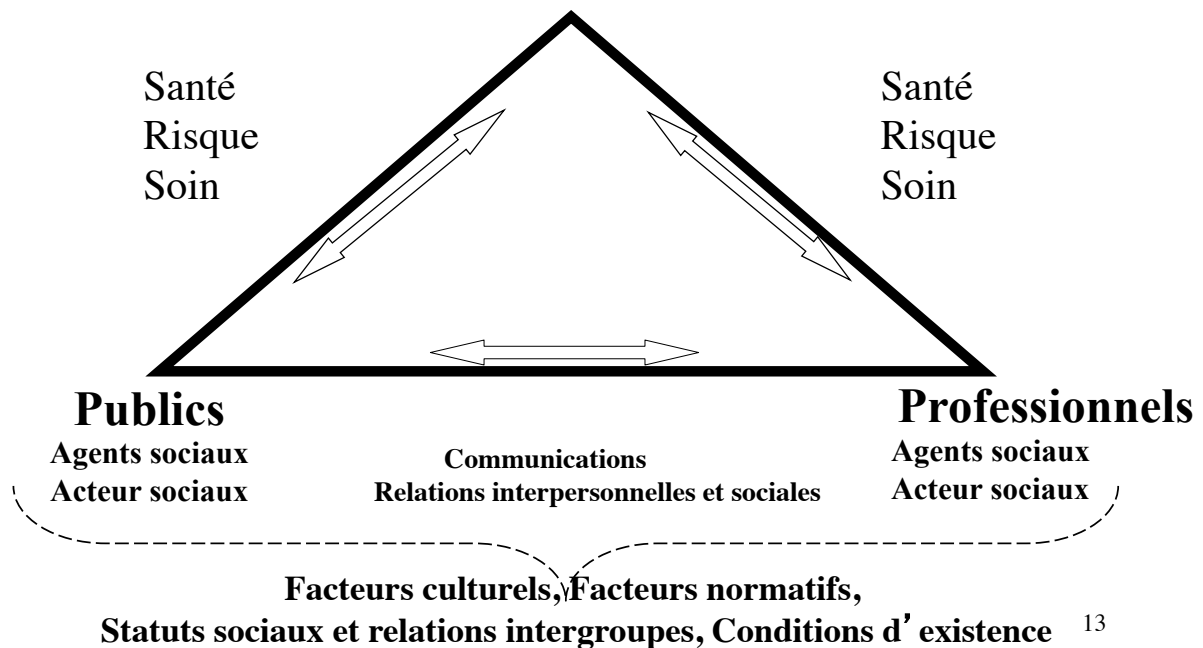 Santé
Risque
Soin
Santé
Risque
Soin
Publics
Agents sociaux
Acteur sociaux
Communications
Relations interpersonnelles et sociales
Professionnels
Agents sociaux
Acteur sociaux
Facteurs culturels, Facteurs normatifs,
Statuts sociaux et relations intergroupes, Conditions d’ existence
13